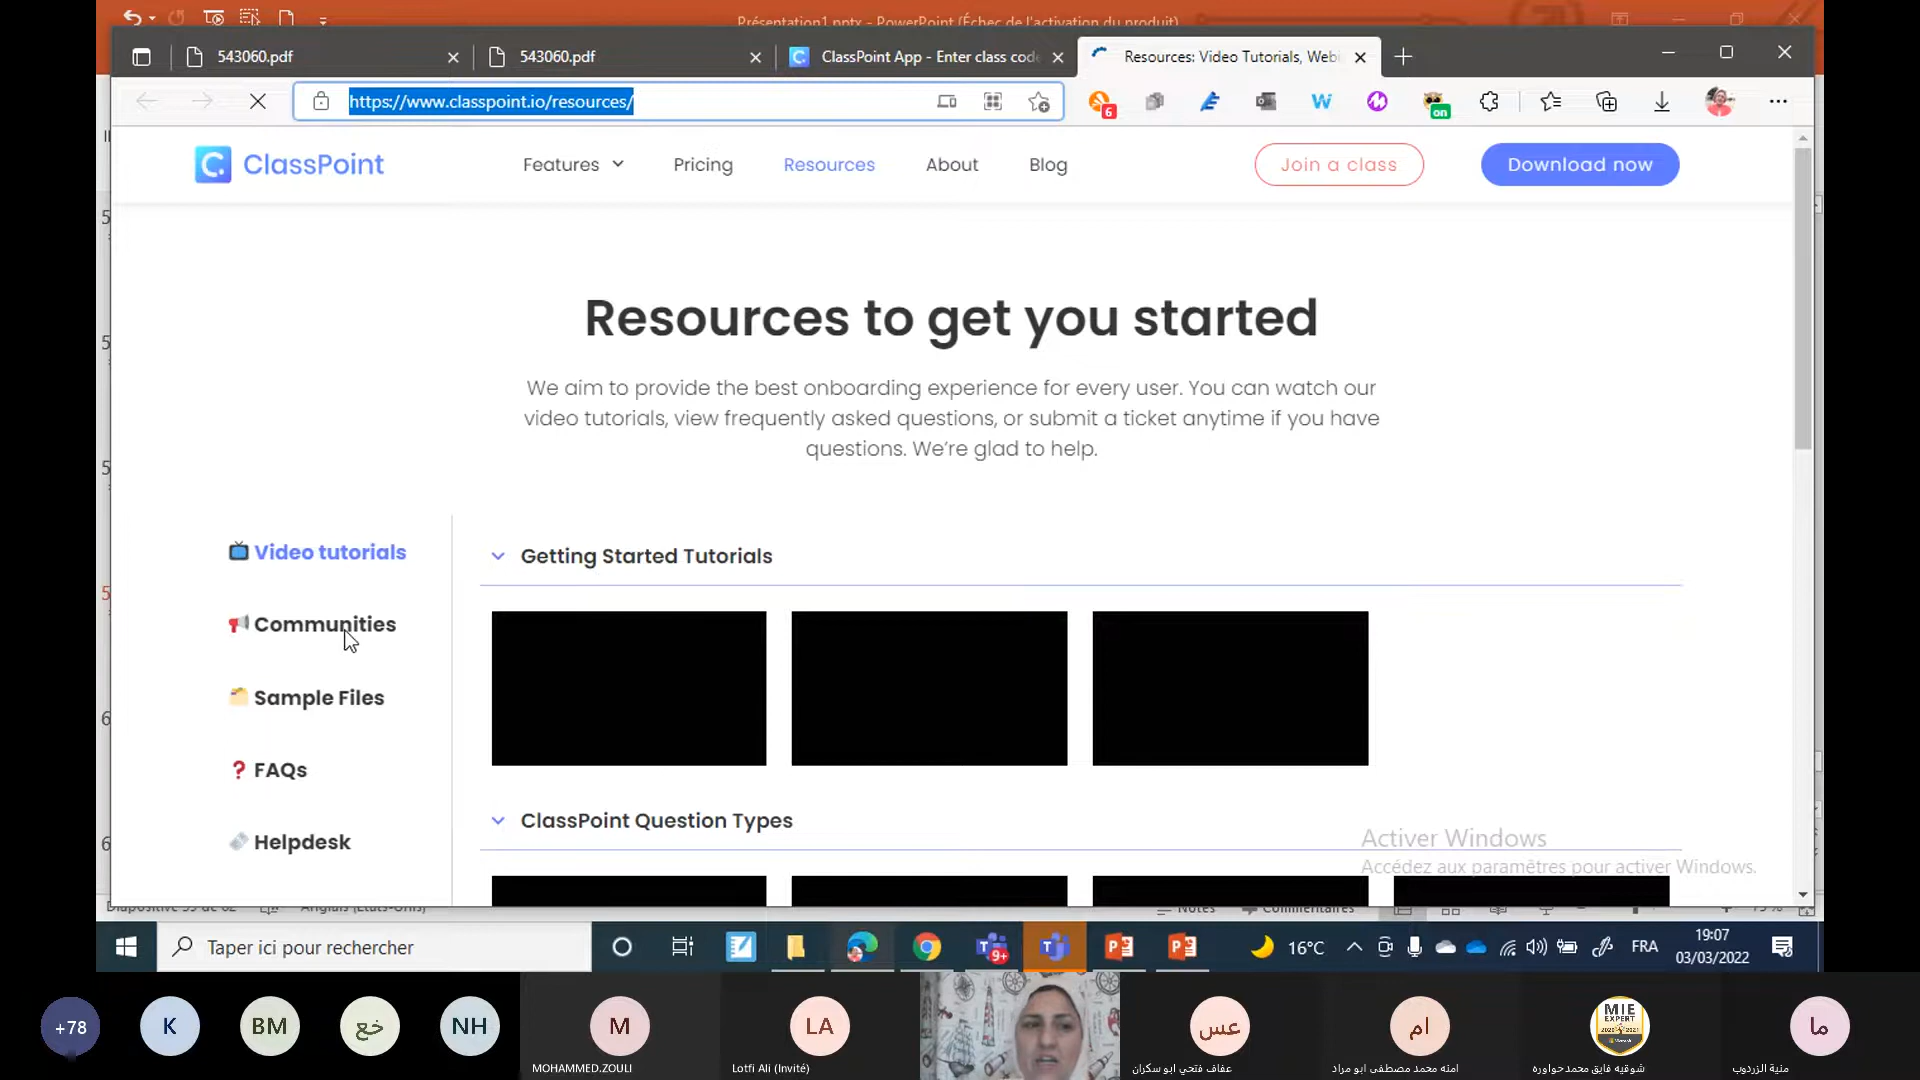 Présentation1.pptx - PowerPoint (Échec de l'activation du produit)
543060.pdf
543060.pdf
ClassPoint App - Enter class code
Resources: Video Tutorials, Webi
https://www.classpoint.io/resources/
6
on
ClassPoint
Features
Pricing
Resources
About
Blog
Join a class
Download now
Resources to get you started
We aim to provide the best onboarding experience for every user. You can watch our
video tutorials, view frequently asked questions, or submit a ticket anytime if you have
questions. We're glad to help.
Video tutorials
Communities
Sample Files
FAQs
Helpdesk
Getting Started Tutorials
ClassPoint Question Types
Activer Windows
Accédez aux paramètres pour activer Windows.
Notes
Commentaires
Taper ici pour rechercher
9+
16°C
FRA
19:07
03/03/2022
+78
K
BM
خع
NH
M
MOHAMMED.ZOULI
LA
Lotfi Ali (Invité)
عس
عفاف فتحي ابو سكران
ام
امنه محمد مصطفى ابو مراد
MIE
EXPERT
شوقيه فايق محمد حواوره
ما
منية الزردوب